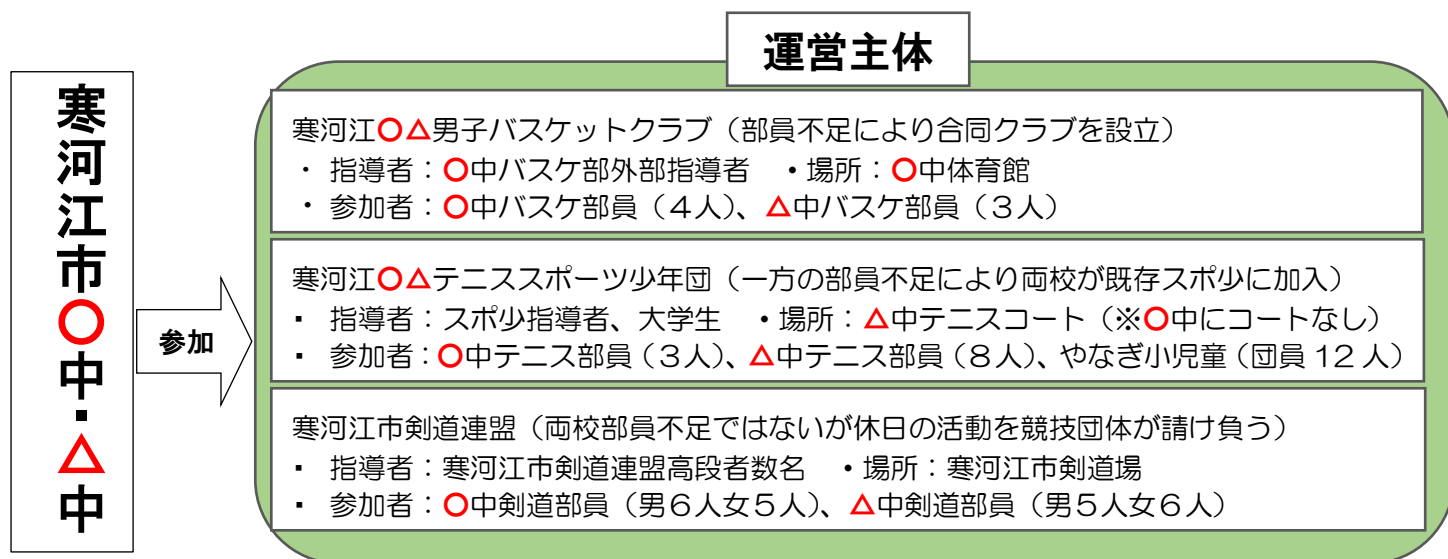 運営主体
寒河江市〇中・△中
参加
寒河江〇△男子バスケットクラブ（部員不足により合同クラブを設立）
・ 指導者：〇中バスケ部外部指導者　・場所：〇中体育館
・ 参加者：〇中バスケ部員（４人）、△中バスケ部員（３人）
寒河江〇△テニススポーツ少年団（一方の部員不足により両校が既存スポ少に加入）
・ 指導者：スポ少指導者、大学生　・場所：△中テニスコート（※〇中にコートなし）
・ 参加者：〇中テニス部員（３人）、△中テニス部員（８人）、やなぎ小児童（団員 12 人）
寒河江市剣道連盟（両校部員不足ではないが休日の活動を競技団体が請け負う）
・ 指導者：寒河江市剣道連盟高段者数名　・場所：寒河江市剣道場
・ 参加者：〇中剣道部員（男６人女５人）、△中剣道部員（男５人女６人）